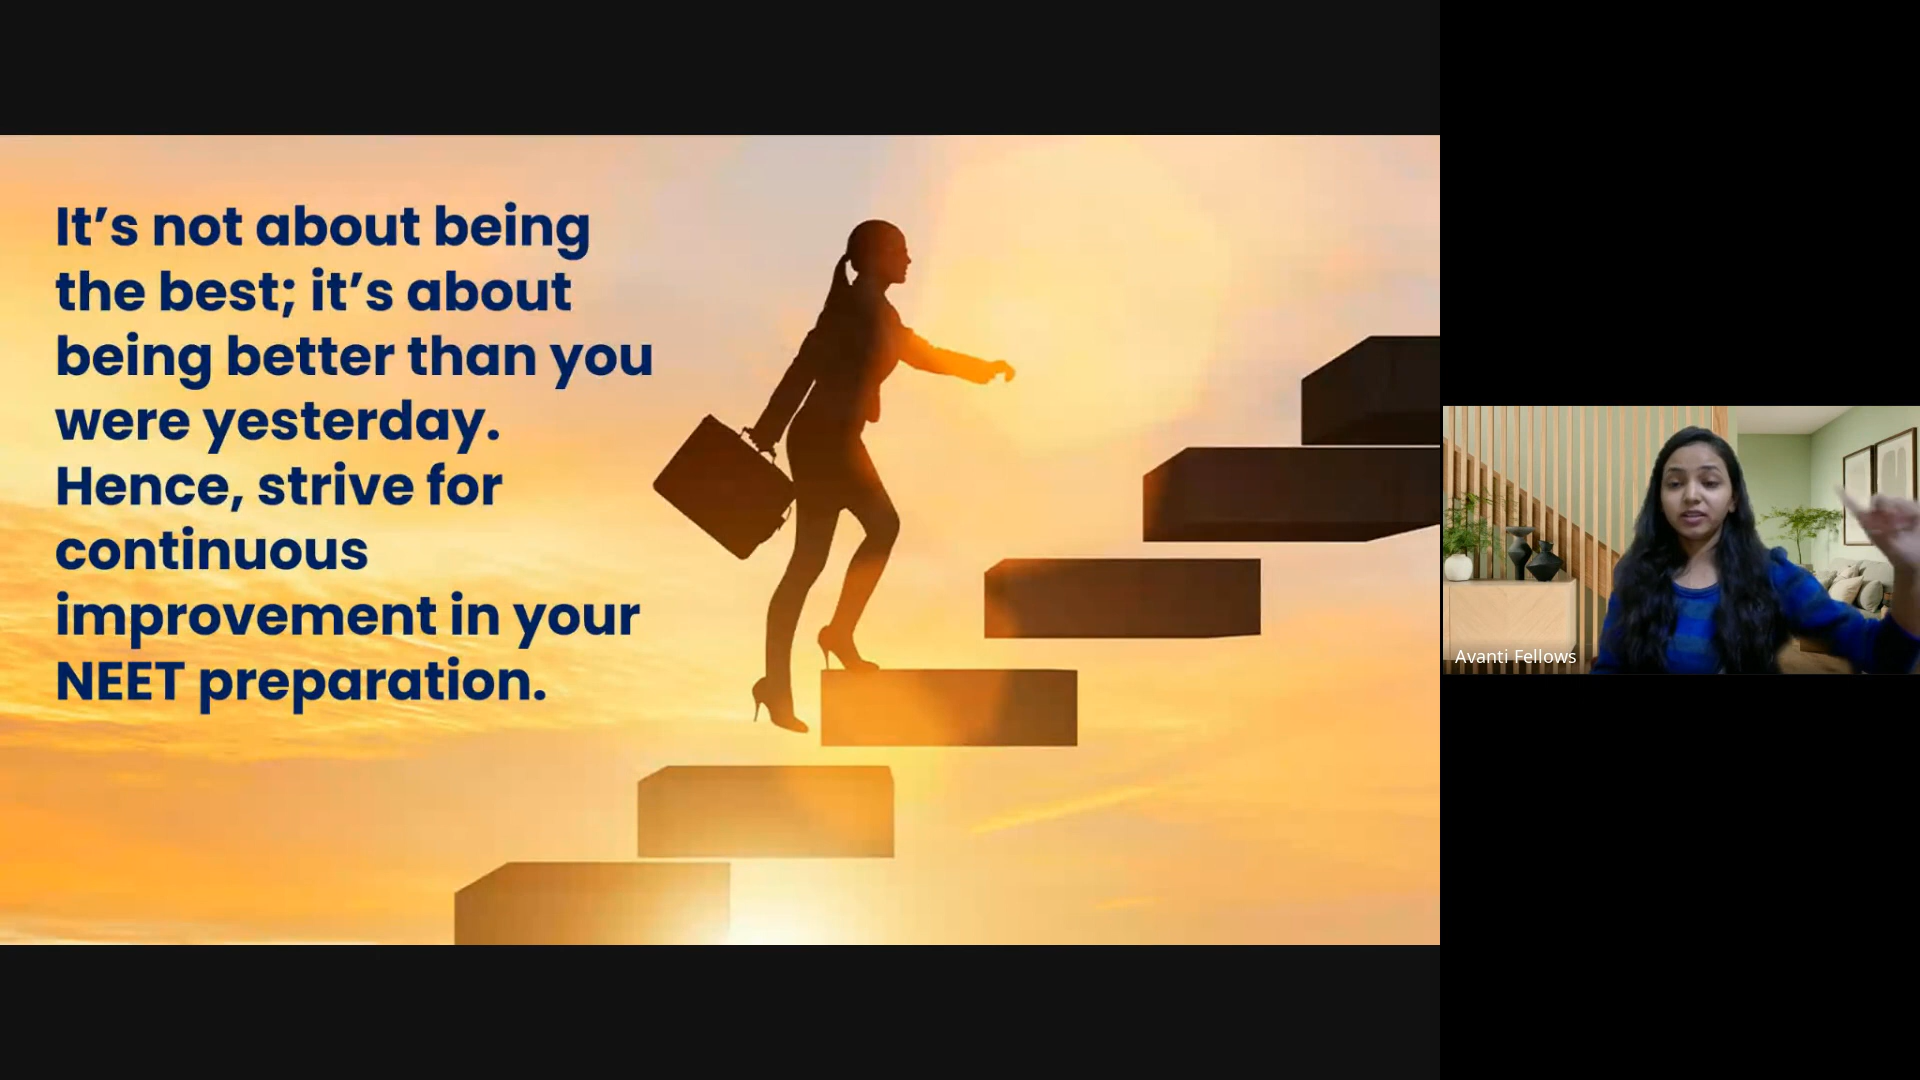 It’s not about being
the best; it’s about
being better than you
were yesterday.
Hence, strive for
continuous
improvement in your
NEET preparation.
Avanti Fellows